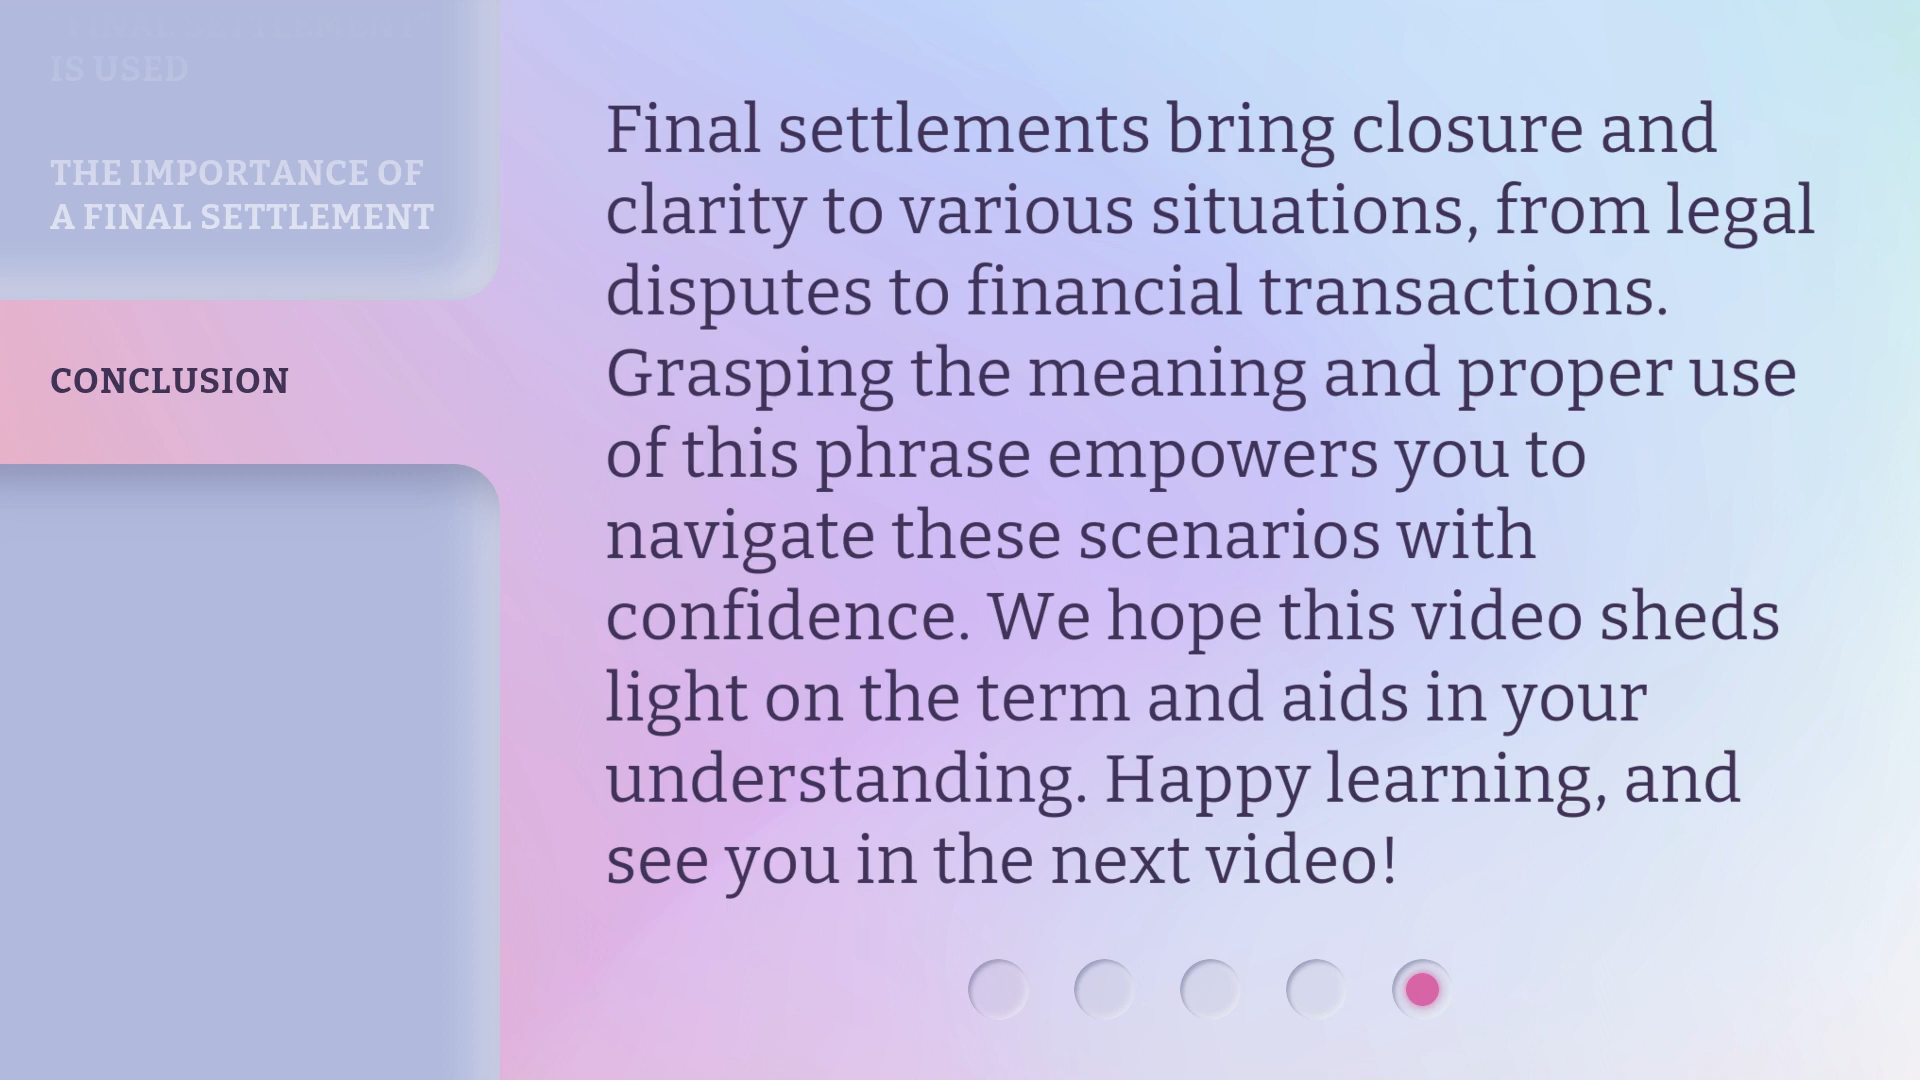 FINAL SETTLEMENT
IS USED
THE IMPORTANCE OF
A FINAL SETTLEMENT
CONCLUSION
Final settlements bring closure and
clarity to various situations, from legal
disputes to financial transactions.
Grasping the meaning and proper use
of this phrase empowers you to
navigate these scenarios with
confidence. We hope this video sheds
light on the term and aids in your
understanding. Happy learning, and
see you in the next video!